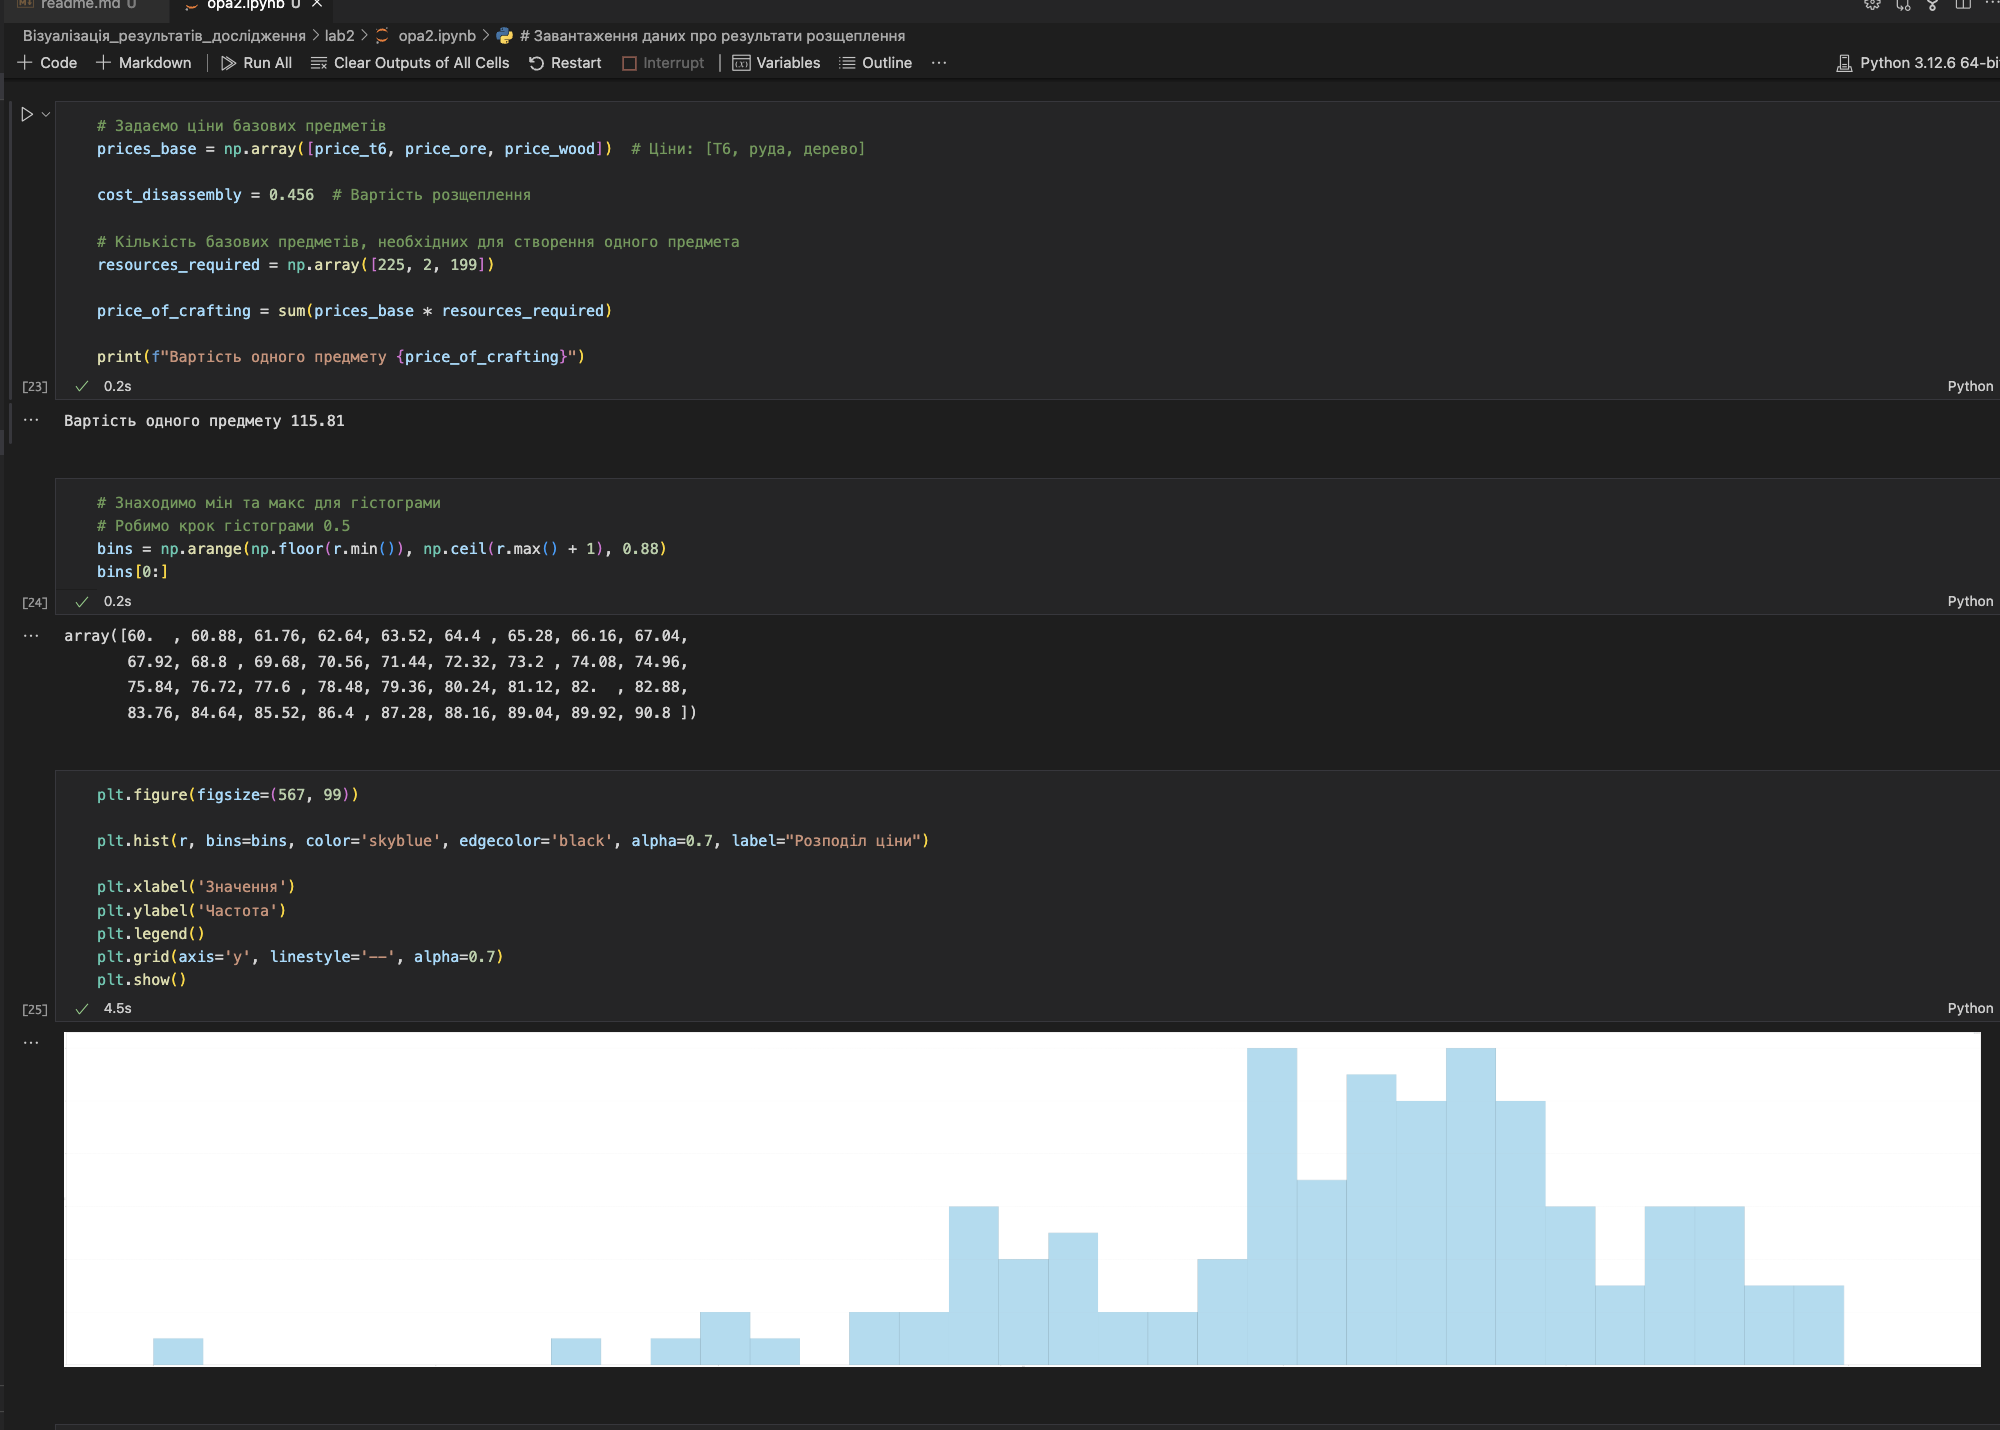 readme.md U
opa2.ipynb U
Візуалізація_результатів_дослідження > lab2 > opa2.ipynb > # Завантаження даних про результати розщеплення
Code Markdown Run All Clear Outputs of All Cells Restart Interrupt Variables Outline ... Python 3.12.6 64-bi
# Задаємо ціни базових предметів
prices_base = np.array([price_t6, price_ore, price_wood])  # Ціни: [Т6, руда, дерево]
cost_disassembly = 0.456  # Вартість розщеплення
# Кількість базових предметів, необхідних для створення одного предмета
resources_required = np.array([225, 2, 199])
price_of_crafting = sum(prices_base * resources_required)
print(f"Вартість одного предмету {price_of_crafting}")
[23] 0.2s Python
... Вартість одного предмету 115.81
# Знаходимо мін та макс для гістограми
# Робимо крок гістограми 0.5
bins = np.arange(np.floor(r.min()), np.ceil(r.max() + 1), 0.88)
bins[0:]
[24] 0.2s Python
... array([60.  , 60.88, 61.76, 62.64, 63.52, 64.4 , 65.28, 66.16, 67.04,
67.92, 68.8 , 69.68, 70.56, 71.44, 72.32, 73.2 , 74.08, 74.96,
75.84, 76.72, 77.6 , 78.48, 79.36, 80.24, 81.12, 82.  , 82.88,
83.76, 84.64, 85.52, 86.4 , 87.28, 88.16, 89.04, 89.92, 90.8 ])
plt.figure(figsize=(567, 99))
plt.hist(r, bins=bins, color='skyblue', edgecolor='black', alpha=0.7, label="Розподіл ціни")
plt.xlabel('Значення')
plt.ylabel('Частота')
plt.legend()
plt.grid(axis='y', linestyle='--', alpha=0.7)
plt.show()
[25] 4.5s Python
...